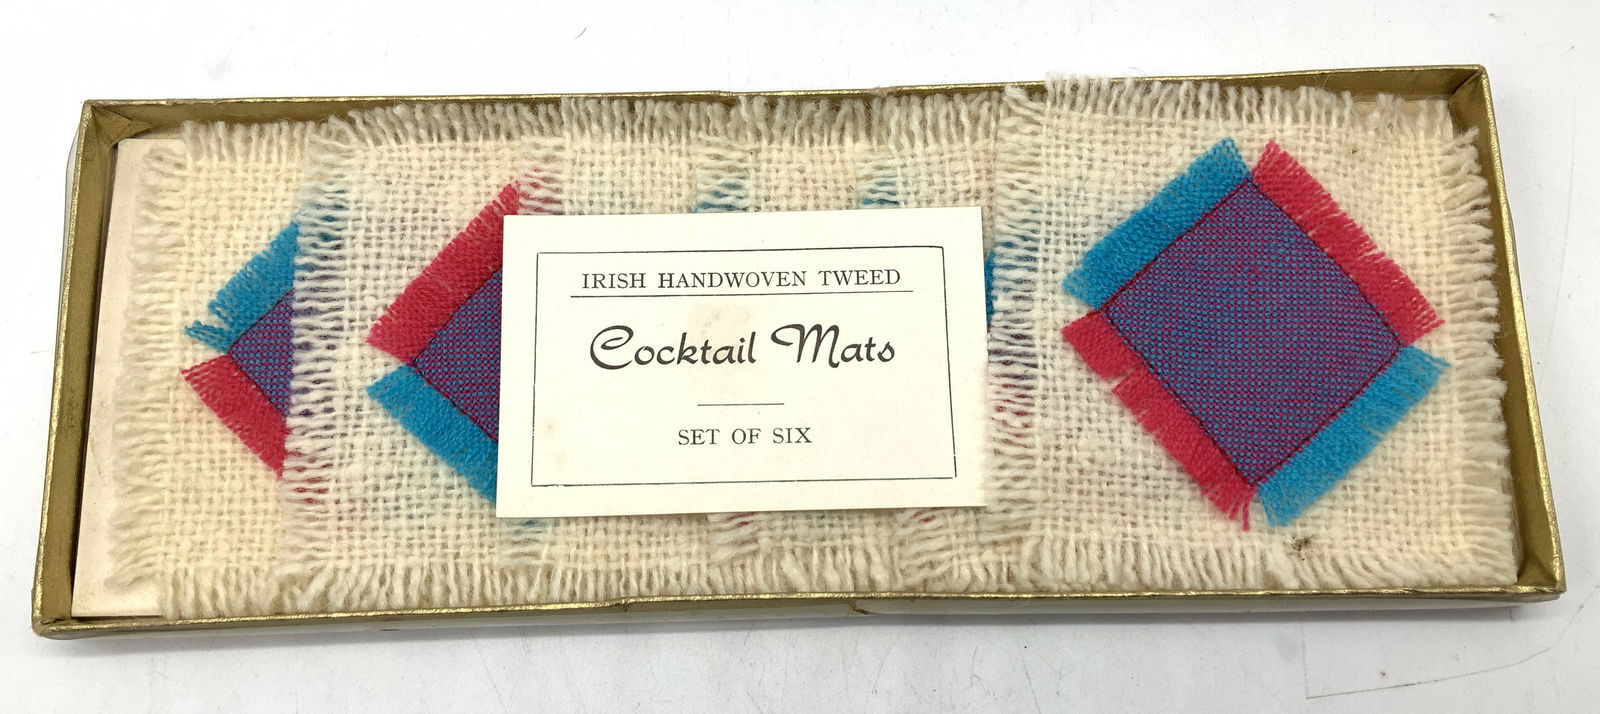 IRISH HANDWOVEN TWEED
Cocktail Mats
SET OF SIX